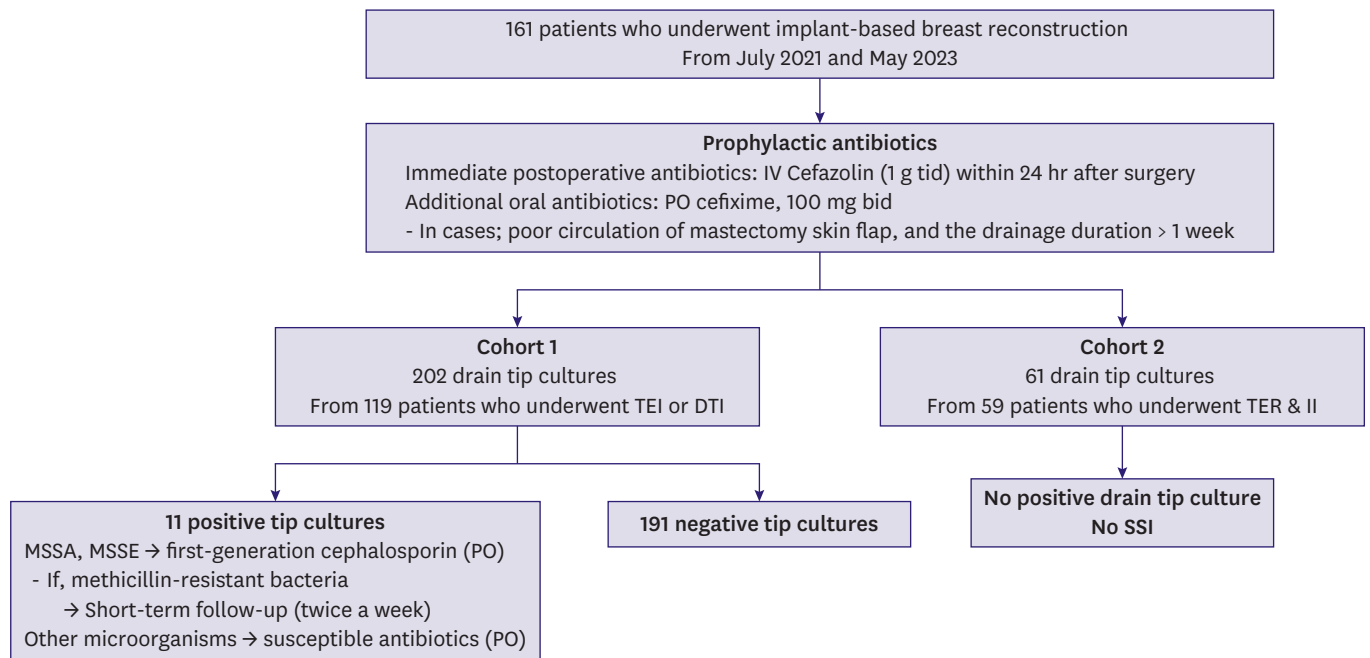 161 patients who underwent implant-based breast reconstruction
From July 2021 and May 2023
Prophylactic antibiotics
Immediate postoperative antibiotics: IV Cefazolin (1 g tid) within 24 hr after surgery
Additional oral antibiotics: PO cefixime, 100 mg bid
- In cases; poor circulation of mastectomy skin flap, and the drainage duration > 1 week
Cohort 1
202 drain tip cultures
From 119 patients who underwent TEI or DTI
Cohort 2
61 drain tip cultures
From 59 patients who underwent TER & II
11 positive tip cultures
MSSA, MSSE → first-generation cephalosporin (PO)
- If, methicillin-resistant bacteria
→ Short-term follow-up (twice a week)
Other microorganisms → susceptible antibiotics (PO)
191 negative tip cultures
No positive drain tip culture
No SSI